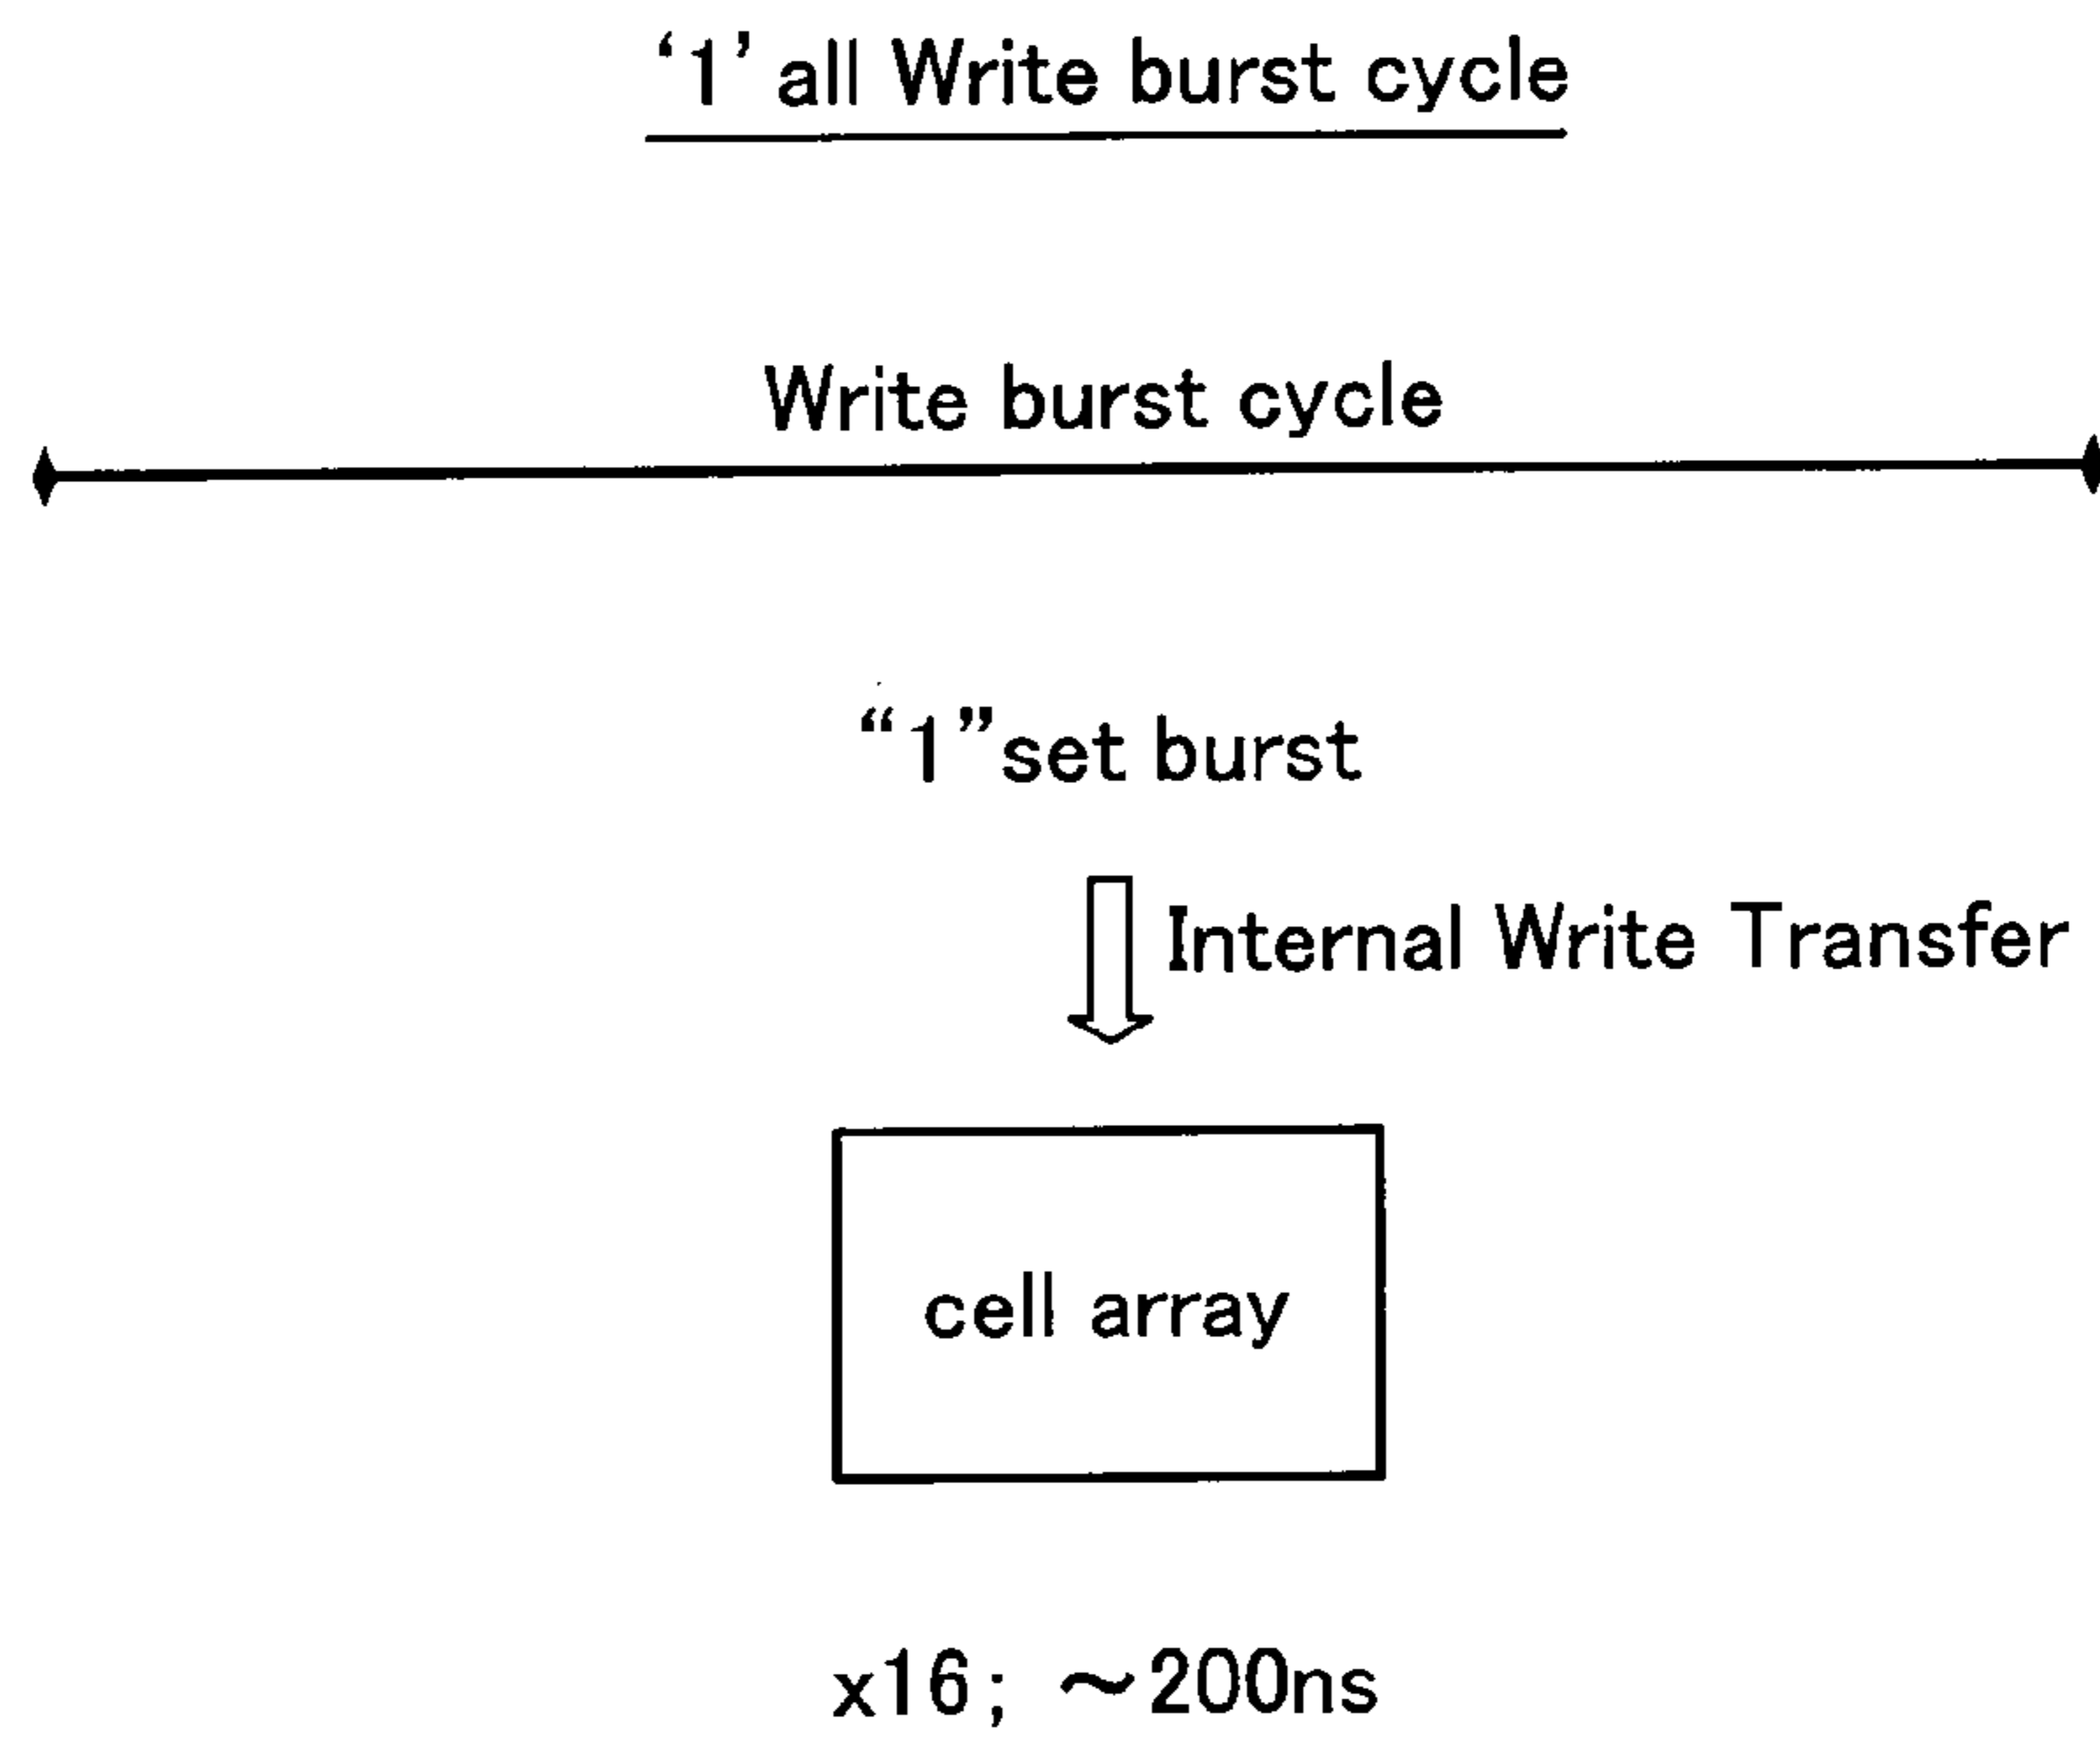 ‘1’ all Write burst cycle
Write burst cycle
“1”set burst
Internal Write Transfer
cell array
x16; ~200ns